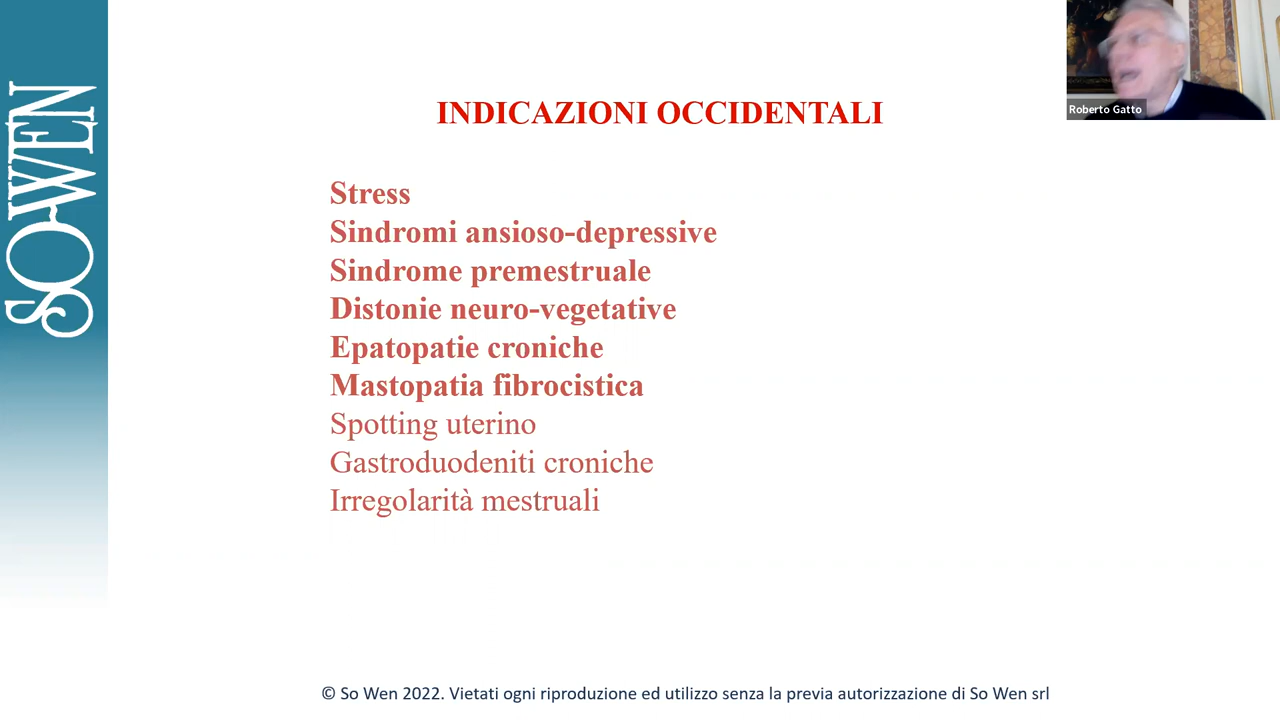 SO WEN
Roberto Gatto
INDICAZIONI OCCIDENTALI
Stress
Sindromi ansioso-depressive
Sindrome premestruale
Distonie neuro-vegetative
Epatopatie croniche
Mastopatia fibrocistica
Spotting uterino
Gastroduodeniti croniche
Irregolarità mestruali
© So Wen 2022. Vietati ogni riproduzione ed utilizzo senza la previa autorizzazione di So Wen srl